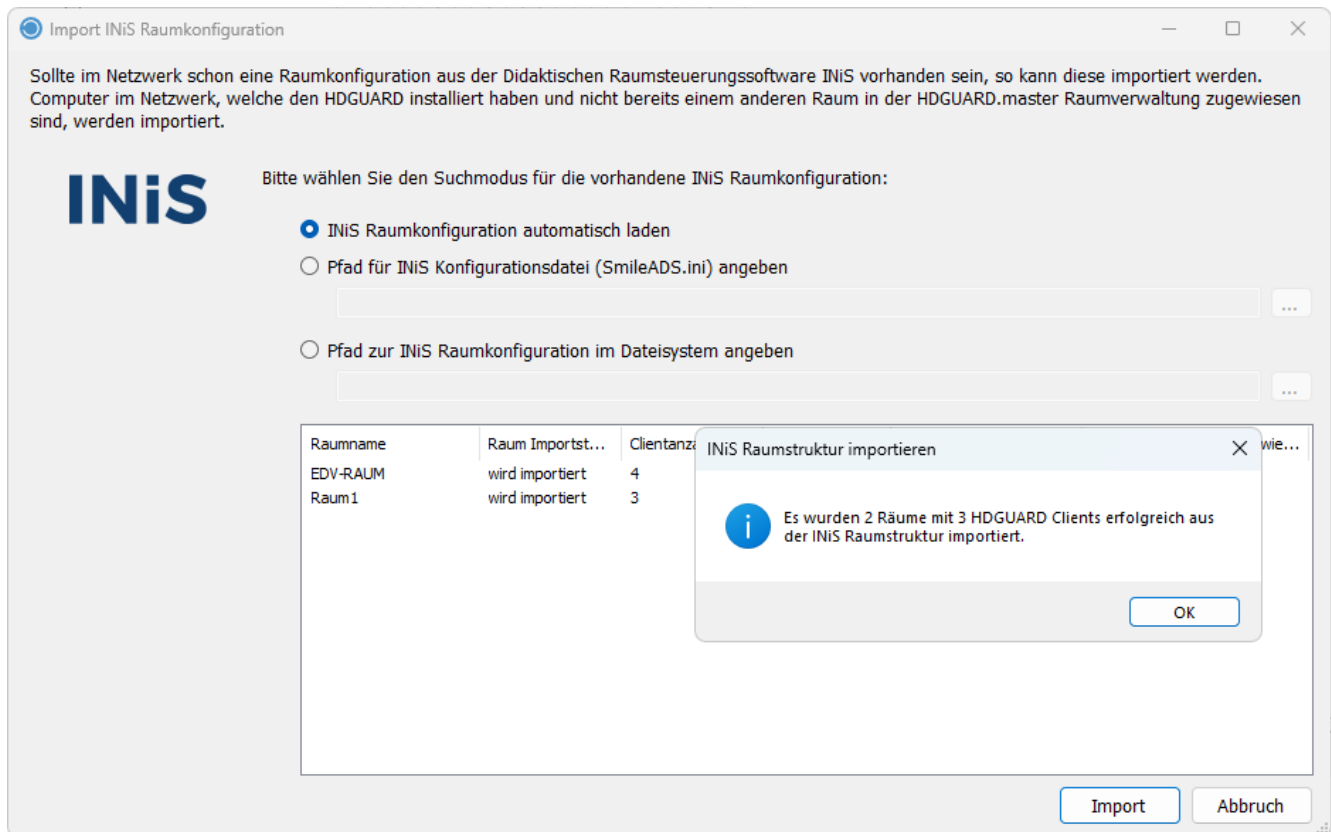 Import INiS Raumkonfiguration
Sollte im Netzwerk schon eine Raumkonfiguration aus der Didaktischen Raumsteuerungssoftware INiS vorhanden sein, so kann diese importiert werden.
Computer im Netzwerk, welche den HDGUARD installiert haben und nicht bereits einem anderen Raum in der HDGUARD.master Raumverwaltung zugewiesen
sind, werden importiert.
INiS
Bitte wählen Sie den Suchmodus für die vorhandene INiS Raumkonfiguration:
INiS Raumkonfiguration automatisch laden
Pfad für INiS Konfigurationsdatei (SmileADS.ini) angeben
...
Pfad zur INiS Raumkonfiguration im Dateisystem angeben
...
Raumname Raum Importst... Clientanza wie...
EDV-RAUM wird importiert 4
Raum1 wird importiert 3
INiS Raumstruktur importieren
Es wurden 2 Räume mit 3 HDGUARD Clients erfolgreich aus
der INiS Raumstruktur importiert.
OK
Import Abbruch